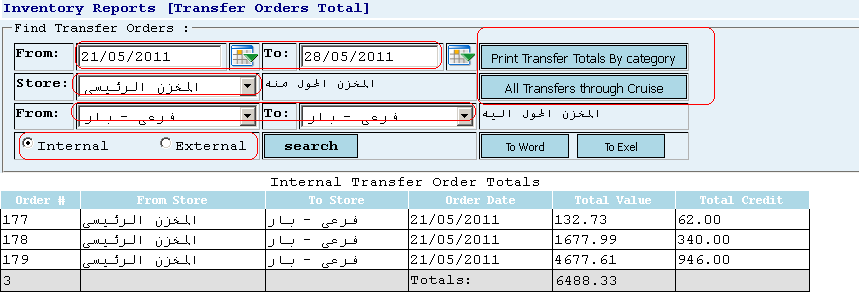 Inventory Reports [Transfer Orders Total]
Find Transfer Orders :
From: 21/05/2011 To: 28/05/2011 Print Transfer Totals By category
Store: المخزن الرئيسى المخزن المحول منه All Transfers through Cruise
From: فرعى - بار To: فرعى - بار المخزن المحول اليه
Internal External search To Word To Exel
Internal Transfer Order Totals
Order # From Store To Store Order Date Total Value Total Credit
177 المخزن الرئيسى فرعى - بار 21/05/2011 132.73 62.00
178 المخزن الرئيسى فرعى - بار 21/05/2011 1677.99 340.00
179 المخزن الرئيسى فرعى - بار 21/05/2011 4677.61 946.00
3 Totals: 6488.33